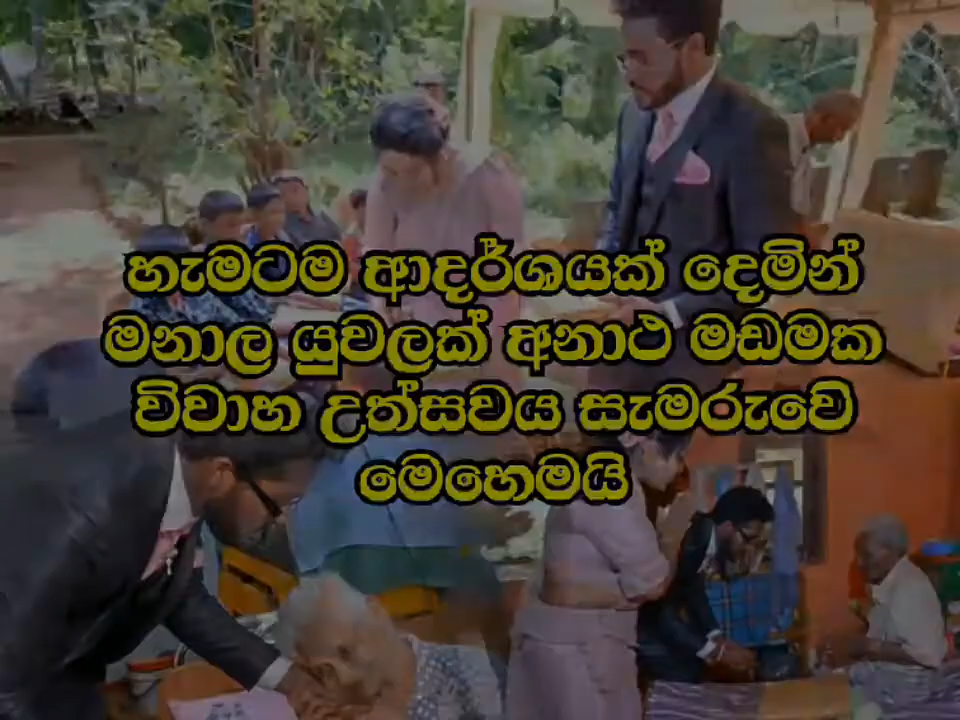 හැමටම ආදර්ශයක් දෙමින්
මනාල යුවලක් අනාථ මඩමක
විවාහ උත්සවය සැමරුවේ
මෙහෙමයි